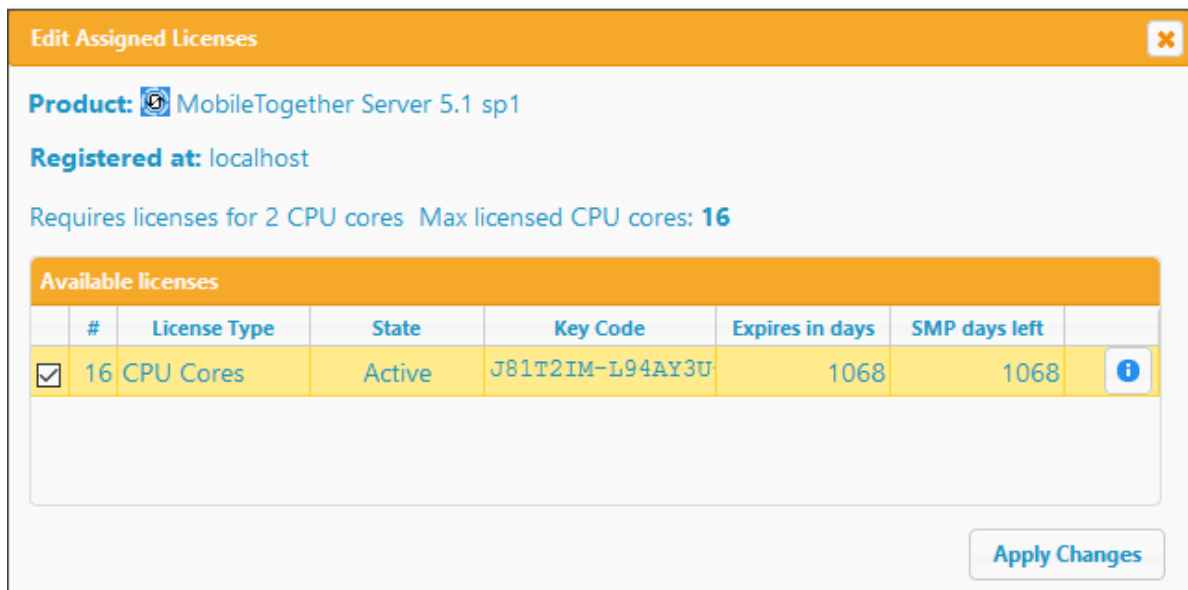 Edit Assigned Licenses
Product: MobileTogether Server 5.1 sp1
Registered at: localhost
Requires licenses for 2 CPU cores Max licensed CPU cores: 16
Available licenses
# License Type State Key Code Expires in days SMP days left
16 CPU Cores Active J81T2IM-L94AY3U- 1068 1068
Apply Changes